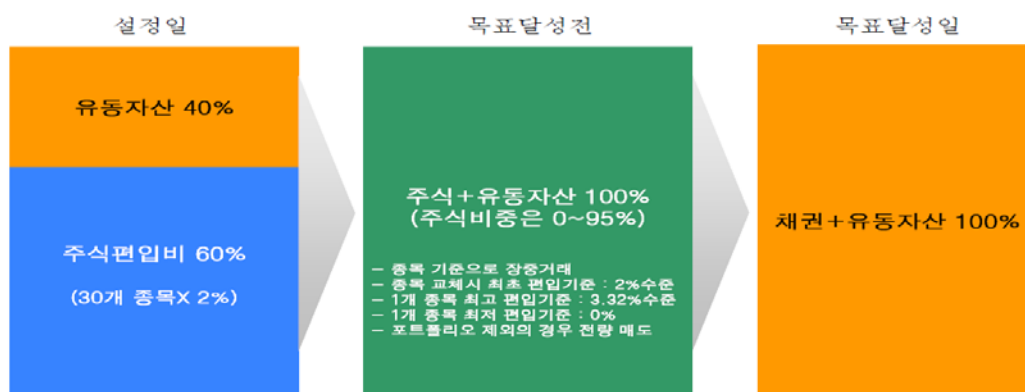 설정일
유동자산 40%
주식편입비 60%
(30개 종목X 2%)
목표달성전
주식+유동자산 100%
(주식비중은 0~95%)
- 종목 기준으로 장중거래
- 종목 교체시 최초 편입기준 : 2%수준
- 1개 종목 최고 편입기준 : 3.32%수준
- 1개 종목 최저 편입기준 : 0%
- 포트폴리오 제외의 경우 전량 매도
목표달성일
채권+유동자산 100%